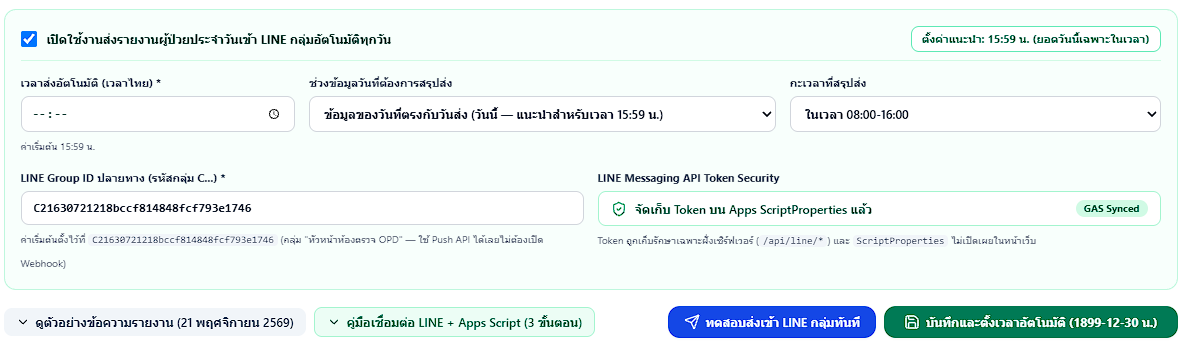 เปิดใช้งานส่งรายงานผู้ป่วยประจำวันเข้า LINE กลุ่มอัตโนมัติทุกวัน
ตั้งค่าแนะนำ: 15:59 น. (ยอดวันนี้เฉพาะในเวลา)
เวลาส่งอัตโนมัติ (เวลาไทย) *
ช่วงข้อมูลวันที่ต้องการสรุปส่ง
กะเวลาที่สรุปส่ง
--:--
ข้อมูลของวันที่ตรงกับวันส่ง (วันนี้ — แนะนำสำหรับเวลา 15:59 น.)
ในเวลา 08:00-16:00
ค่าเริ่มต้น 15:59 น.
LINE Group ID ปลายทาง (รหัสกลุ่ม C...) *
LINE Messaging API Token Security
C21630721218bccf814848fcf793e1746
จัดเก็บ Token บน Apps ScriptProperties แล้ว
GAS Synced
ค่าเริ่มต้นตั้งไว้ที่ C21630721218bccf814848fcf793e1746 (กลุ่ม "หัวหน้าห้องตรวจ OPD" — ใช้ Push API ได้เลยไม่ต้องเปิด
Webhook)
Token ถูกเก็บรักษาเฉพาะฝั่งเซิร์ฟเวอร์ ( /api/line/* ) และ ScriptProperties ไม่เปิดเผยในหน้าเว็บ
ดูตัวอย่างข้อความรายงาน (21 พฤศจิกายน 2569)
คู่มือเชื่อมต่อ LINE + Apps Script (3 ขั้นตอน)
ทดสอบส่งเข้า LINE กลุ่มทันที
บันทึกและตั้งเวลาอัตโนมัติ (1899-12-30 น.)